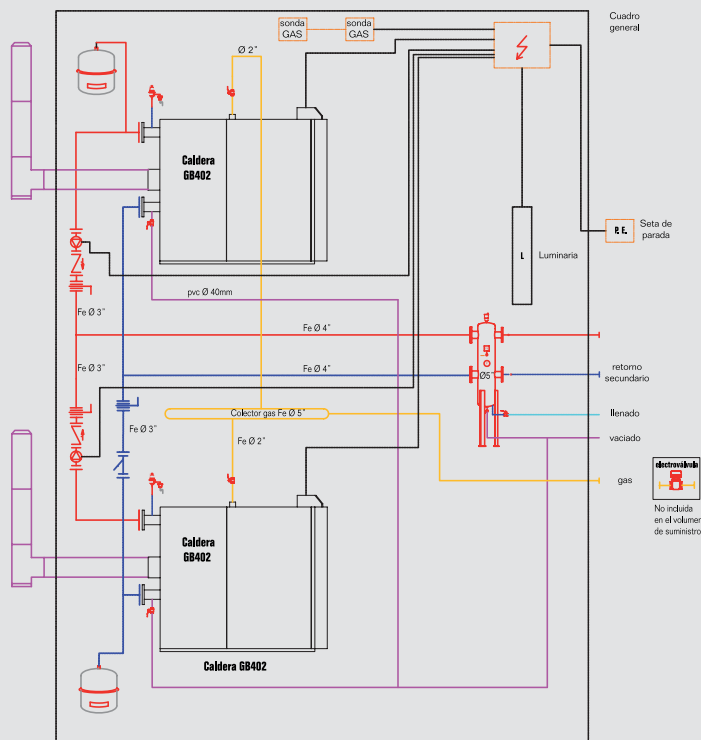 sonda
GAS
sonda
GAS
Cuadro
general
Ø 2"
Caldera
GB402
P. E.
Seta de
parada
L
Luminaria
pvc Ø 40mm
Fe Ø 3"
Fe Ø 4"
Fe Ø 3"
Fe Ø 4"
Ø5"
retorno
secundario
Colector gas Fe Ø 5"
llenado
Fe Ø 3"
Fe Ø 2"
vaciado
gas
electroválvula
No incluida
en el volumen
de suministro
Caldera
GB402
Caldera GB402